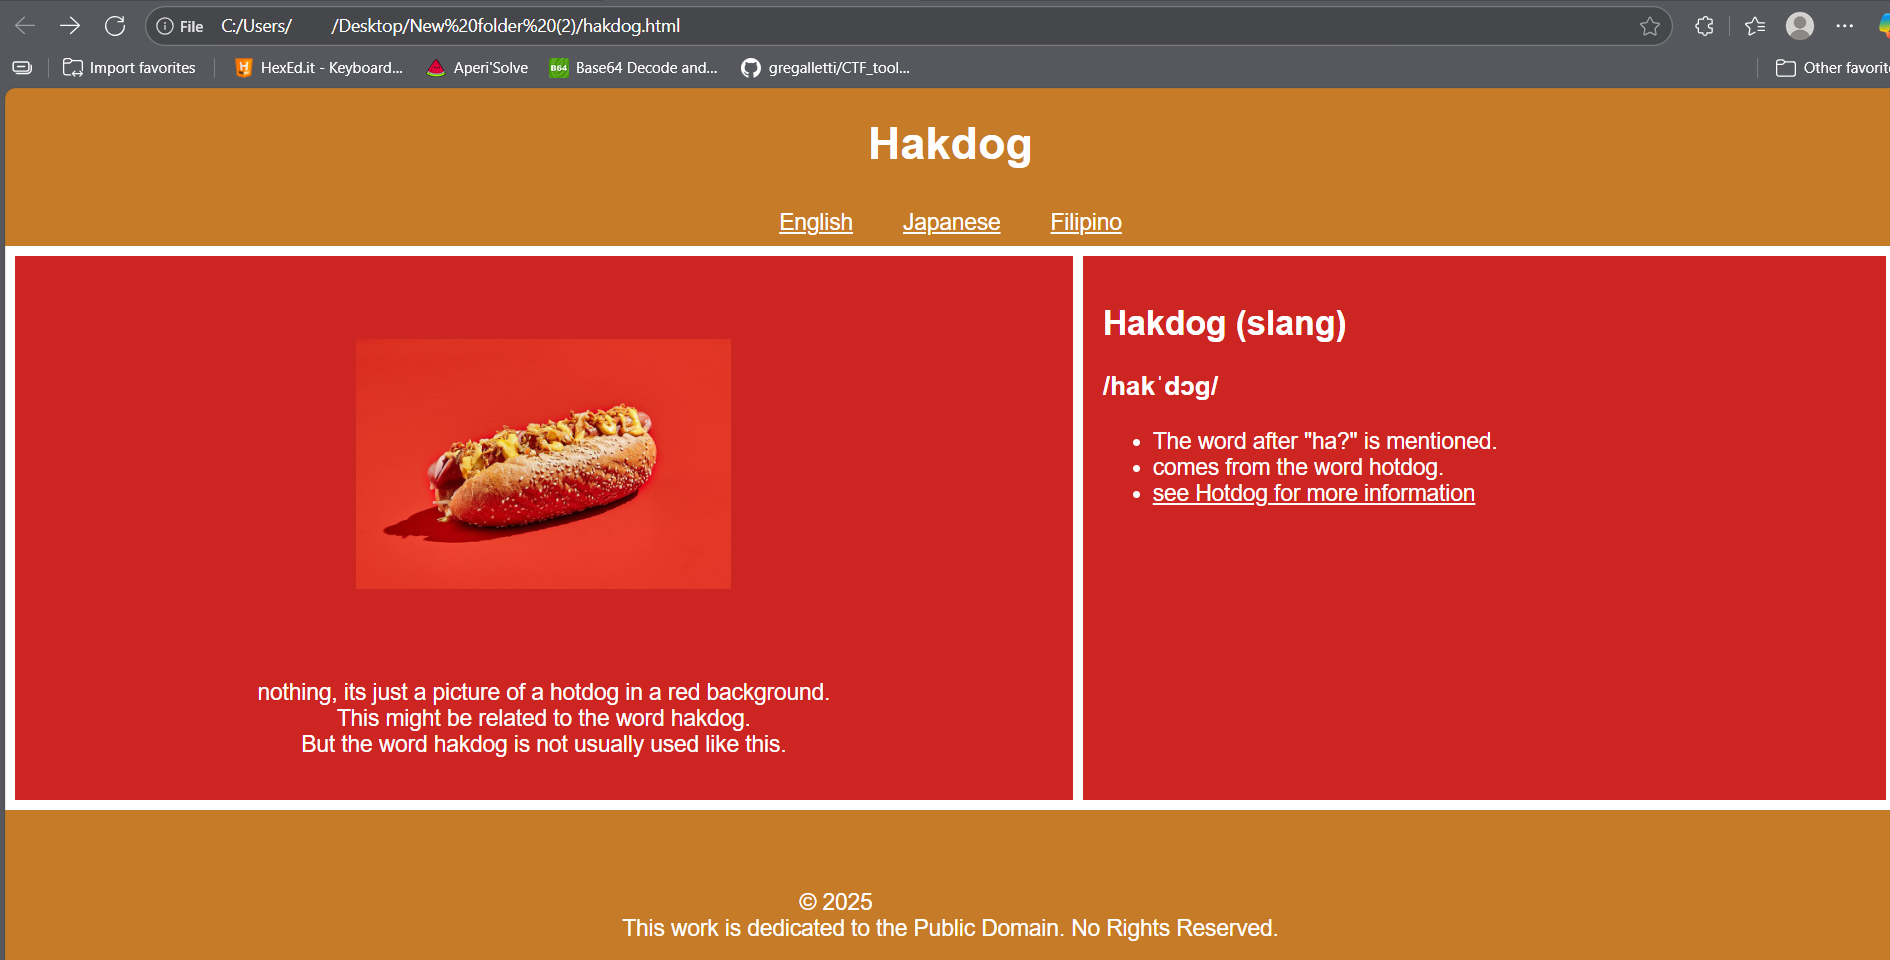 File C:/Users/ /Desktop/New%20folder%20(2)/hakdog.html
Import favorites HexEd.it - Keyboard... Aperi'Solve B64 Base64 Decode and... gregalletti/CTF_tool... Other favorit
Hakdog
English Japanese Filipino
Hakdog (slang)
/hakˈdɔg/
The word after "ha?" is mentioned.
comes from the word hotdog.
see Hotdog for more information
nothing, its just a picture of a hotdog in a red background.
This might be related to the word hakdog.
But the word hakdog is not usually used like this.
© 2025
This work is dedicated to the Public Domain. No Rights Reserved.